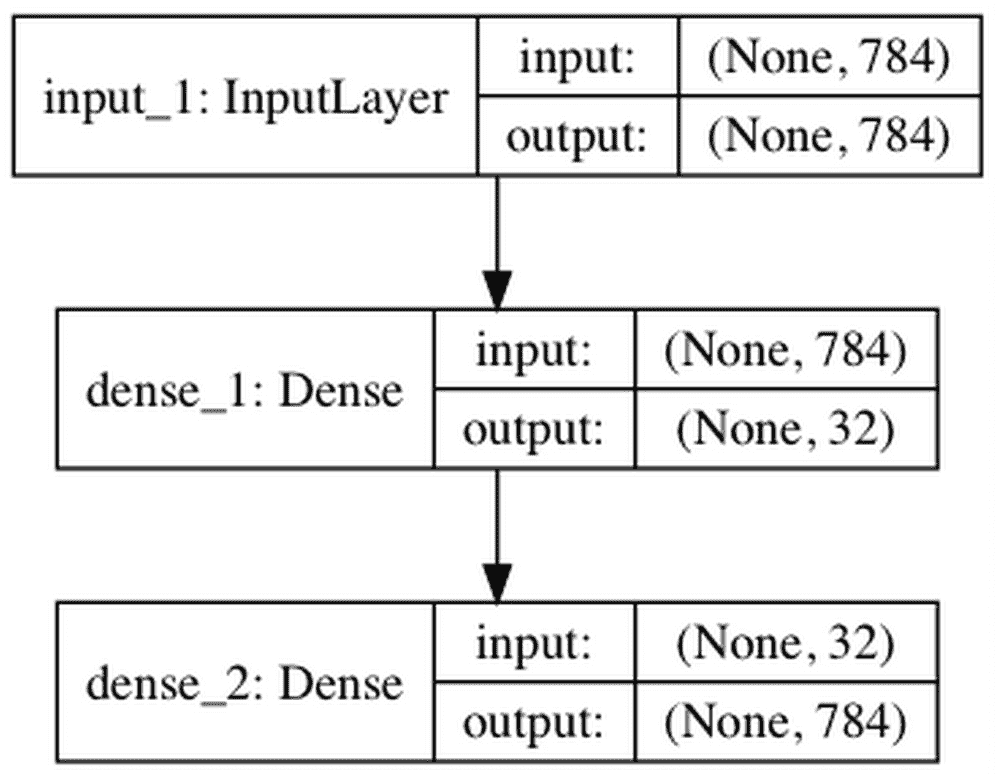 input_1: InputLayer
input:
(None, 784)
output:
(None, 784)
dense_1: Dense
input:
(None, 784)
output:
(None, 32)
dense_2: Dense
input:
(None, 32)
output:
(None, 784)